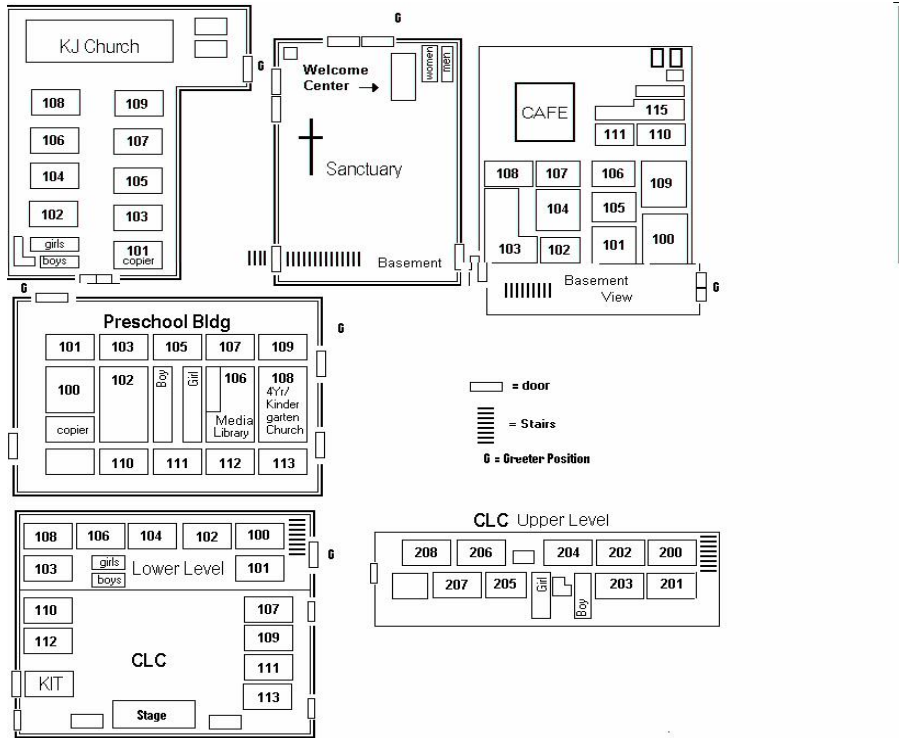 G
KJ Church
G
108 109
106 107
104 105
102 103
girls
boys
101
copier
G
Welcome
Center
women
men
Sanctuary
Basement
CAFE
115
111 110
108 107 106 109
104 105
103 102 101 100
Basement
View
G
Preschool Bldg
G
101 103 105 107 109
100 102 Boy Girl 106 108
4Yr/
Kinder
garten
Church
Media
Library
copier
110 111 112 113
= door
= Stairs
G = Greeter Position
108 106 104 102 100
G
103 girls
boys
Lower Level 101
110 107
112 109
CLC
111
KIT 113
Stage
CLC Upper Level
208 206 204 202 200
207 205 Girl Boy 203 201